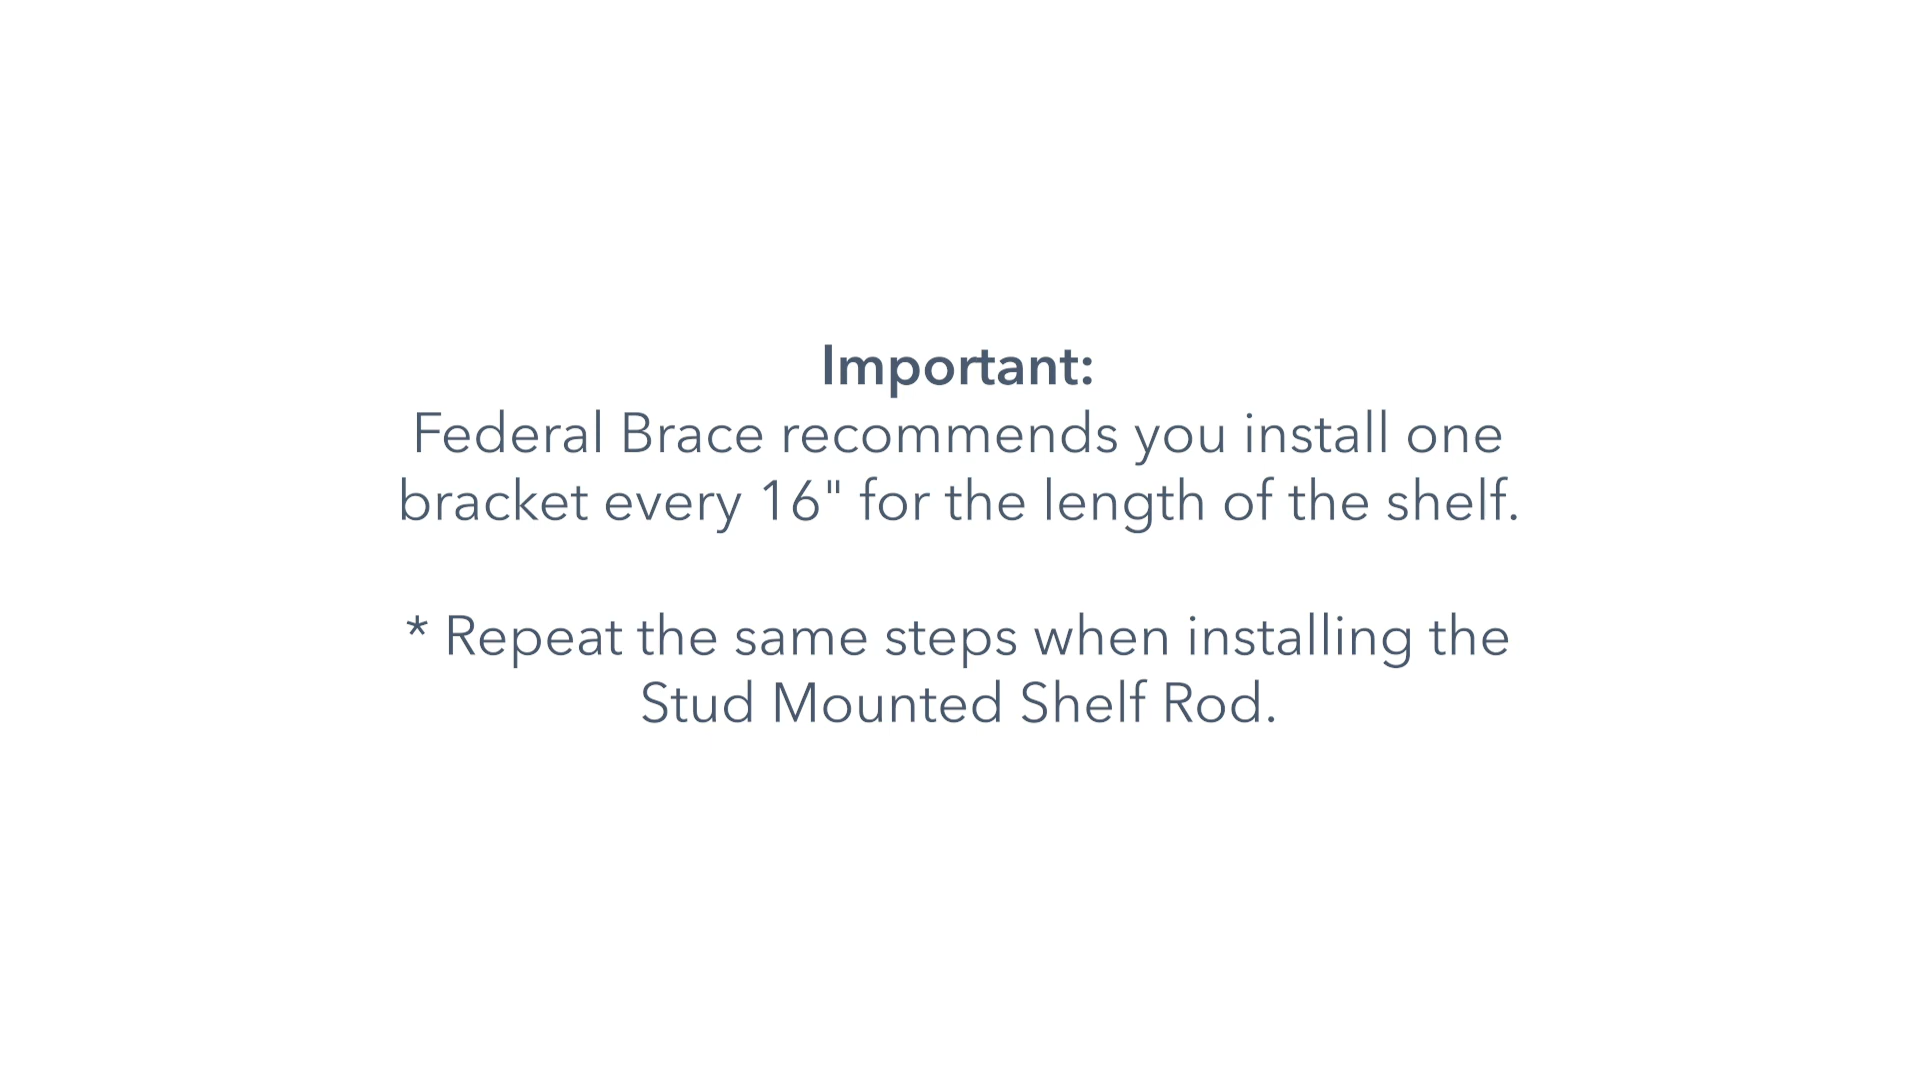 Important:
Federal Brace recommends you install one
bracket every 16" for the length of the shelf.
* Repeat the same steps when installing the
Stud Mounted Shelf Rod.